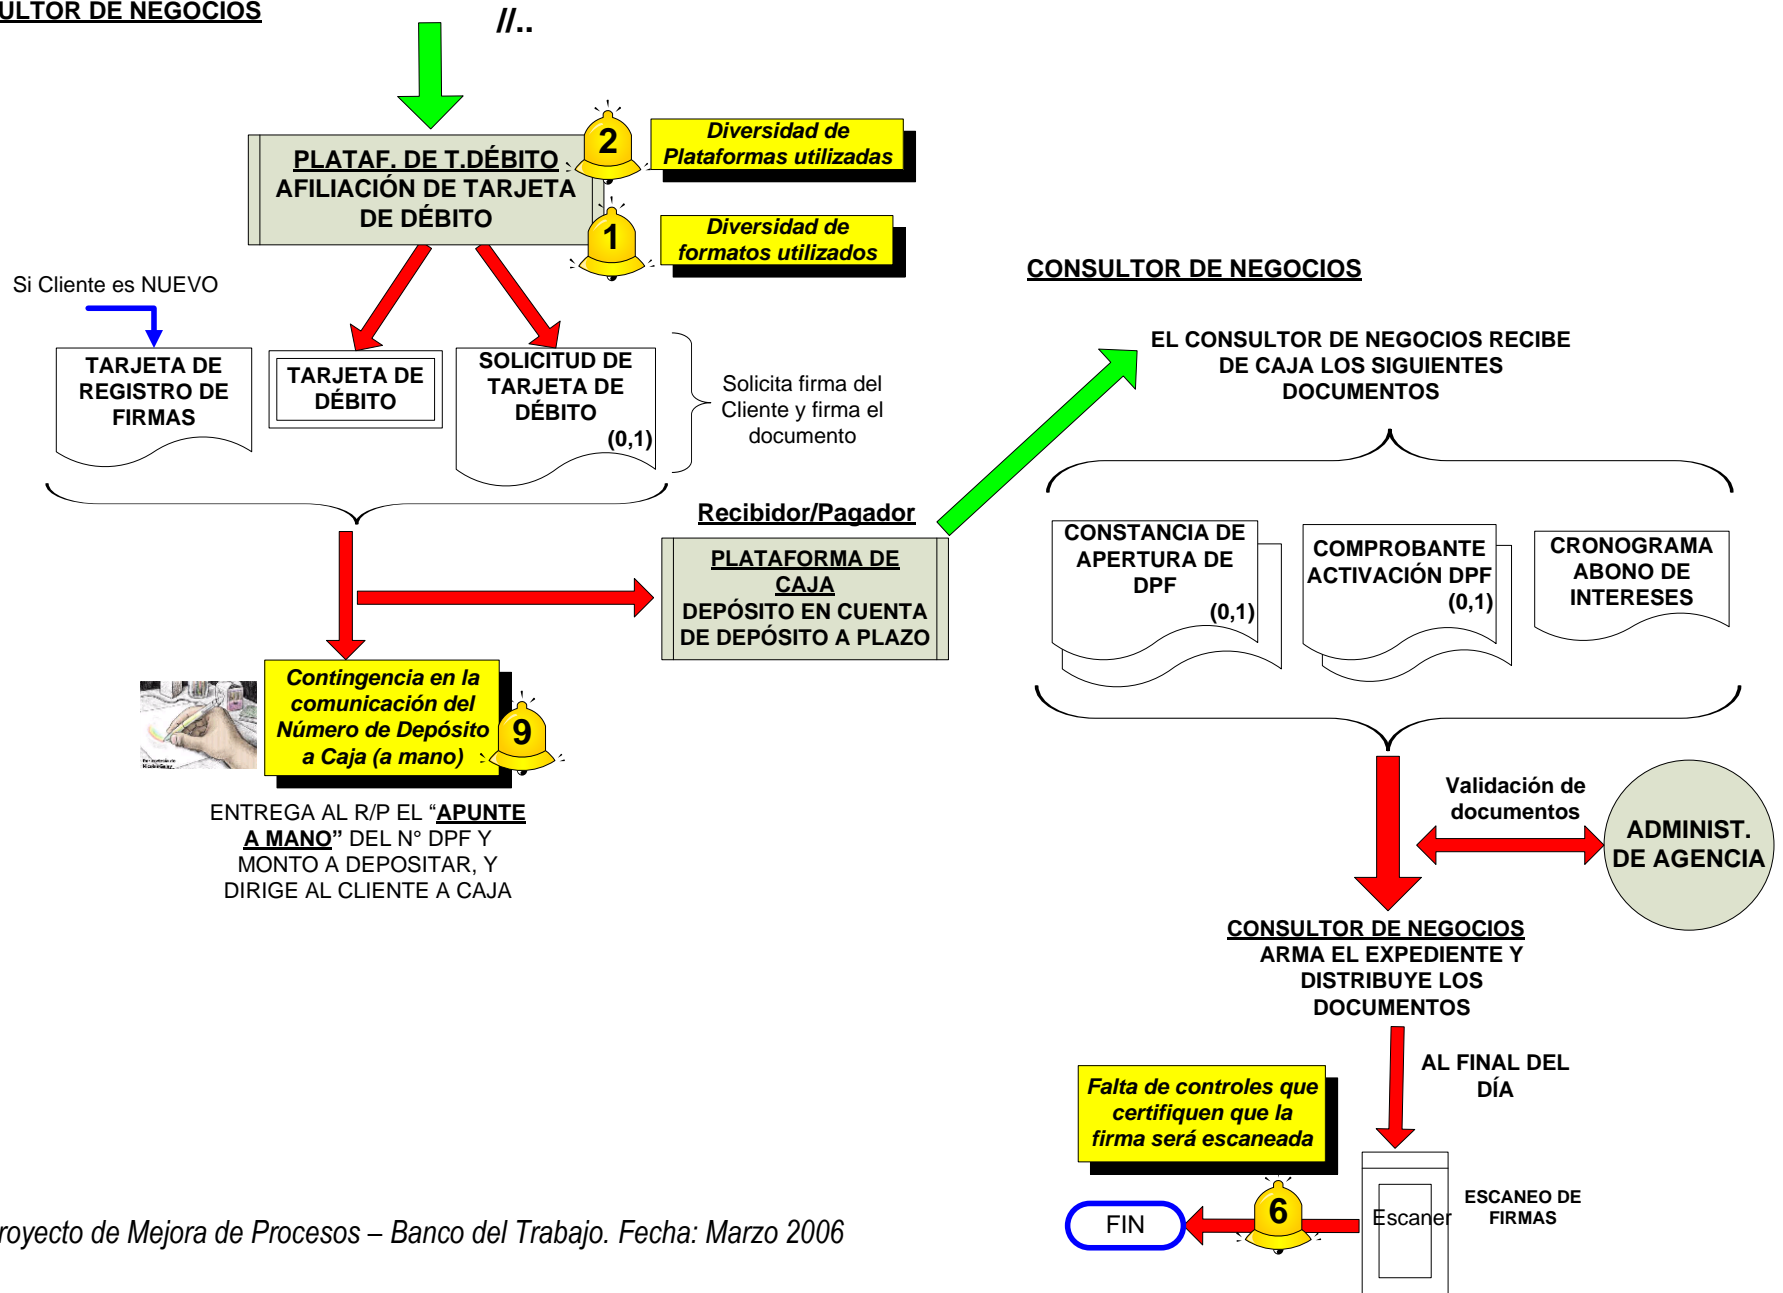 ULTOR DE NEGOCIOS
//..
PLATAF. DE T.DÉBITO
AFILIACIÓN DE TARJETA
DE DÉBITO
2
Diversidad de
Plataformas utilizadas
1
Diversidad de
formatos utilizados
Si Cliente es NUEVO
TARJETA DE
REGISTRO DE
FIRMAS
TARJETA DE
DÉBITO
SOLICITUD DE
TARJETA DE
DÉBITO
(0,1)
Solicita firma del
Cliente y firma el
documento
Recibidor/Pagador
PLATAFORMA DE
CAJA
DEPÓSITO EN CUENTA
DE DEPÓSITO A PLAZO
Contingencia en la
comunicación del
Número de Depósito
a Caja (a mano)
9
ENTREGA AL R/P EL “APUNTE
A MANO” DEL N° DPF Y
MONTO A DEPOSITAR, Y
DIRIGE AL CLIENTE A CAJA
CONSULTOR DE NEGOCIOS
EL CONSULTOR DE NEGOCIOS RECIBE
DE CAJA LOS SIGUIENTES
DOCUMENTOS
CONSTANCIA DE
APERTURA DE
DPF
(0,1)
COMPROBANTE
ACTIVACIÓN DPF
(0,1)
CRONOGRAMA
ABONO DE
INTERESES
Validación de
documentos
ADMINIST.
DE AGENCIA
CONSULTOR DE NEGOCIOS
ARMA EL EXPEDIENTE Y
DISTRIBUYE LOS
DOCUMENTOS
AL FINAL DEL
DÍA
Falta de controles que
certifiquen que la
firma será escaneada
6
FIN
Escaner
ESCANEO DE
FIRMAS
royecto de Mejora de Procesos – Banco del Trabajo. Fecha: Marzo 2006